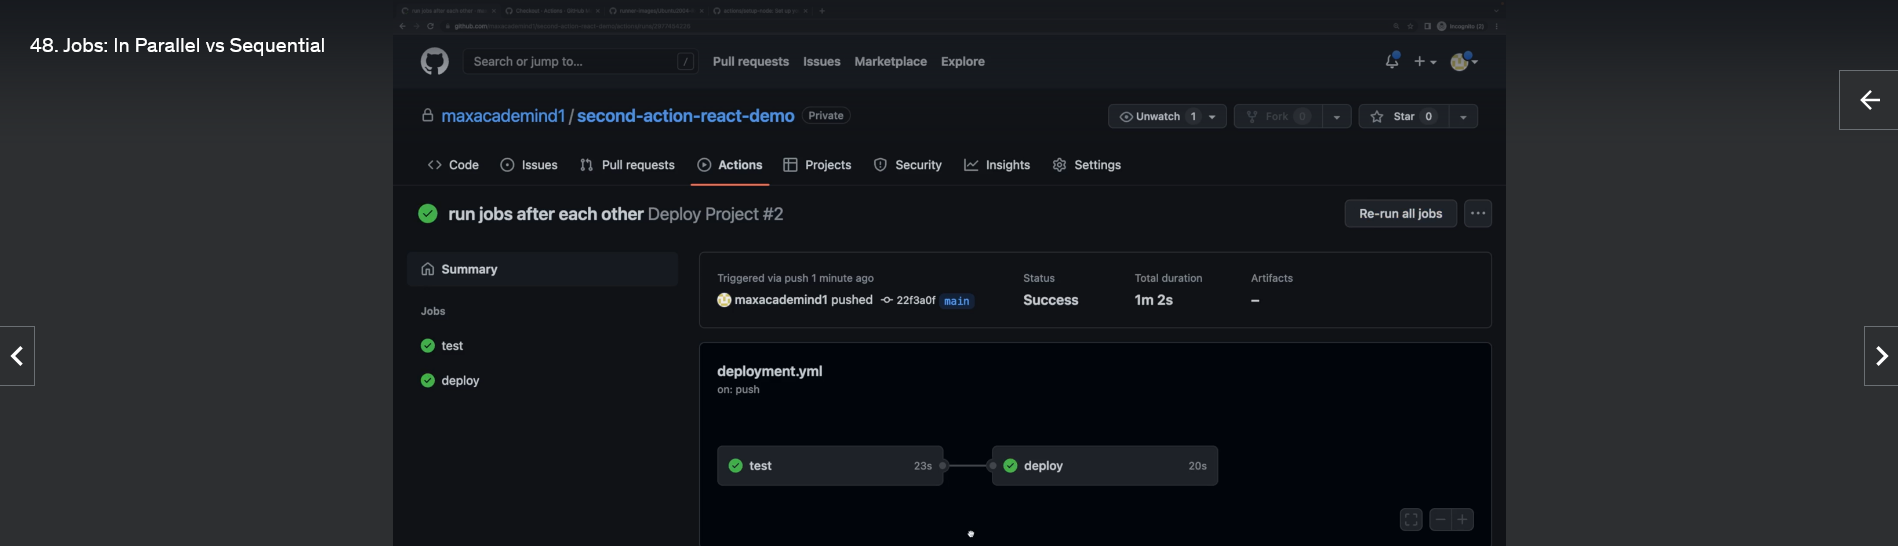 48. Jobs: In Parallel vs Sequential
Search or jump to...
/
Pull requests
Issues
Marketplace
Explore
maxacademind1 / second-action-react-demo
Private
Unwatch 1
Fork 0
Star 0
Code
Issues
Pull requests
Actions
Projects
Security
Insights
Settings
run jobs after each other Deploy Project #2
Re-run all jobs
Summary
Jobs
test
deploy
Triggered via push 1 minute ago
maxacademind1 pushed 22f3a0f main
Status
Success
Total duration
1m 2s
Artifacts
–
deployment.yml
on: push
test 23s
deploy 20s